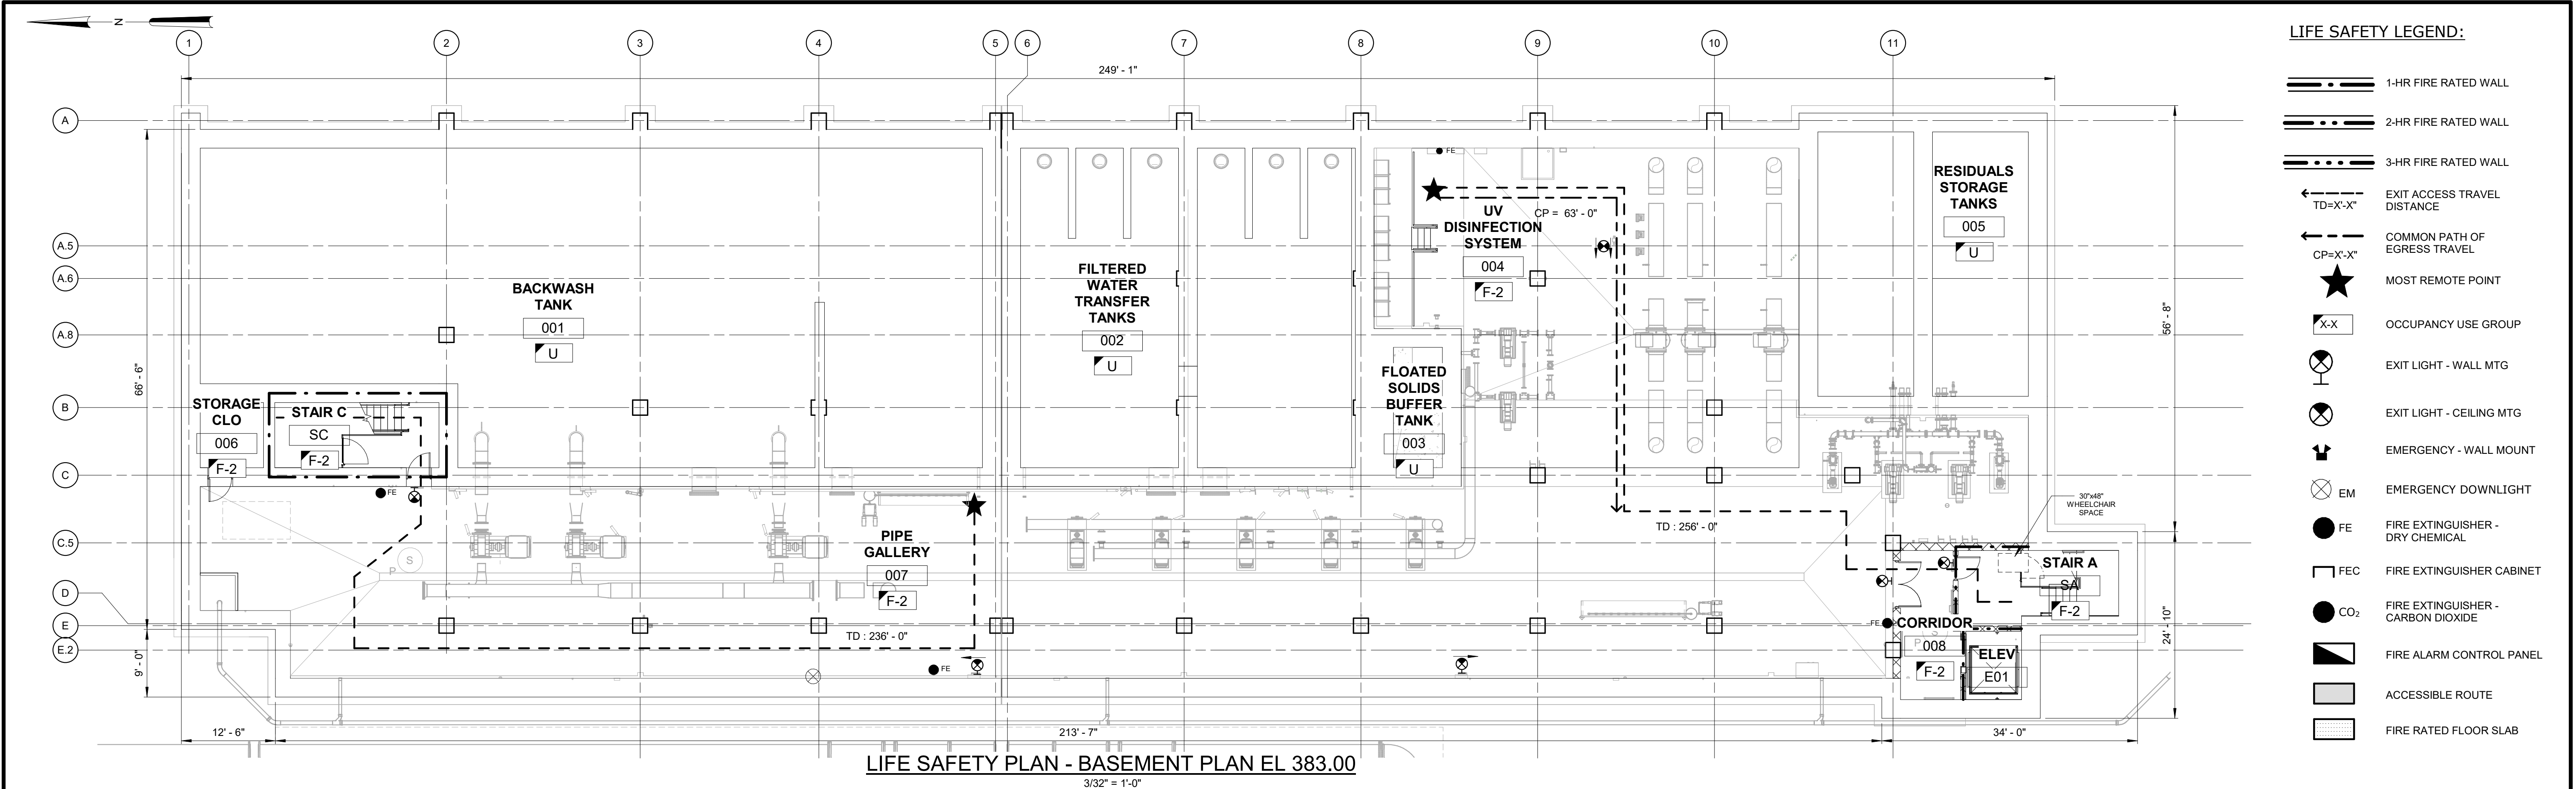 N
1
2
3
4
5
6
7
8
9
10
11
249' - 1"
A
A.5
A.6
A.8
B
C
C.5
D
E
E.2
66' - 6"
9' - 0"
56' - 8"
24' - 10"
12' - 6"
213' - 7"
34' - 0"
BACKWASH
TANK
001
U
STORAGE
CLO
006
F-2
STAIR C
SC
F-2
FE
S
P
PIPE
GALLERY
007
F-2
TD : 236' - 0"
FE
FILTERED
WATER
TRANSFER
TANKS
002
U
FE
UV
DISINFECTION
SYSTEM
004
F-2
CP = 63' - 0"
FLOATED
SOLIDS
BUFFER
TANK
003
U
RESIDUALS
STORAGE
TANKS
005
U
TD : 256' - 0"
30"x48"
WHEELCHAIR
SPACE
STAIR A
SA
F-2
FE
CORRIDOR
S
P
008
F-2
ELEV
E01
LIFE SAFETY PLAN - BASEMENT PLAN EL 383.00
3/32" = 1'-0"
LIFE SAFETY LEGEND:
1-HR FIRE RATED WALL
2-HR FIRE RATED WALL
3-HR FIRE RATED WALL
TD=X'-X"
EXIT ACCESS TRAVEL
DISTANCE
CP=X'-X"
COMMON PATH OF
EGRESS TRAVEL
MOST REMOTE POINT
X-X
OCCUPANCY USE GROUP
EXIT LIGHT - WALL MTG
EXIT LIGHT - CEILING MTG
EMERGENCY - WALL MOUNT
EM
EMERGENCY DOWNLIGHT
FE
FIRE EXTINGUISHER -
DRY CHEMICAL
FEC
FIRE EXTINGUISHER CABINET
CO₂
FIRE EXTINGUISHER -
CARBON DIOXIDE
FIRE ALARM CONTROL PANEL
ACCESSIBLE ROUTE
FIRE RATED FLOOR SLAB